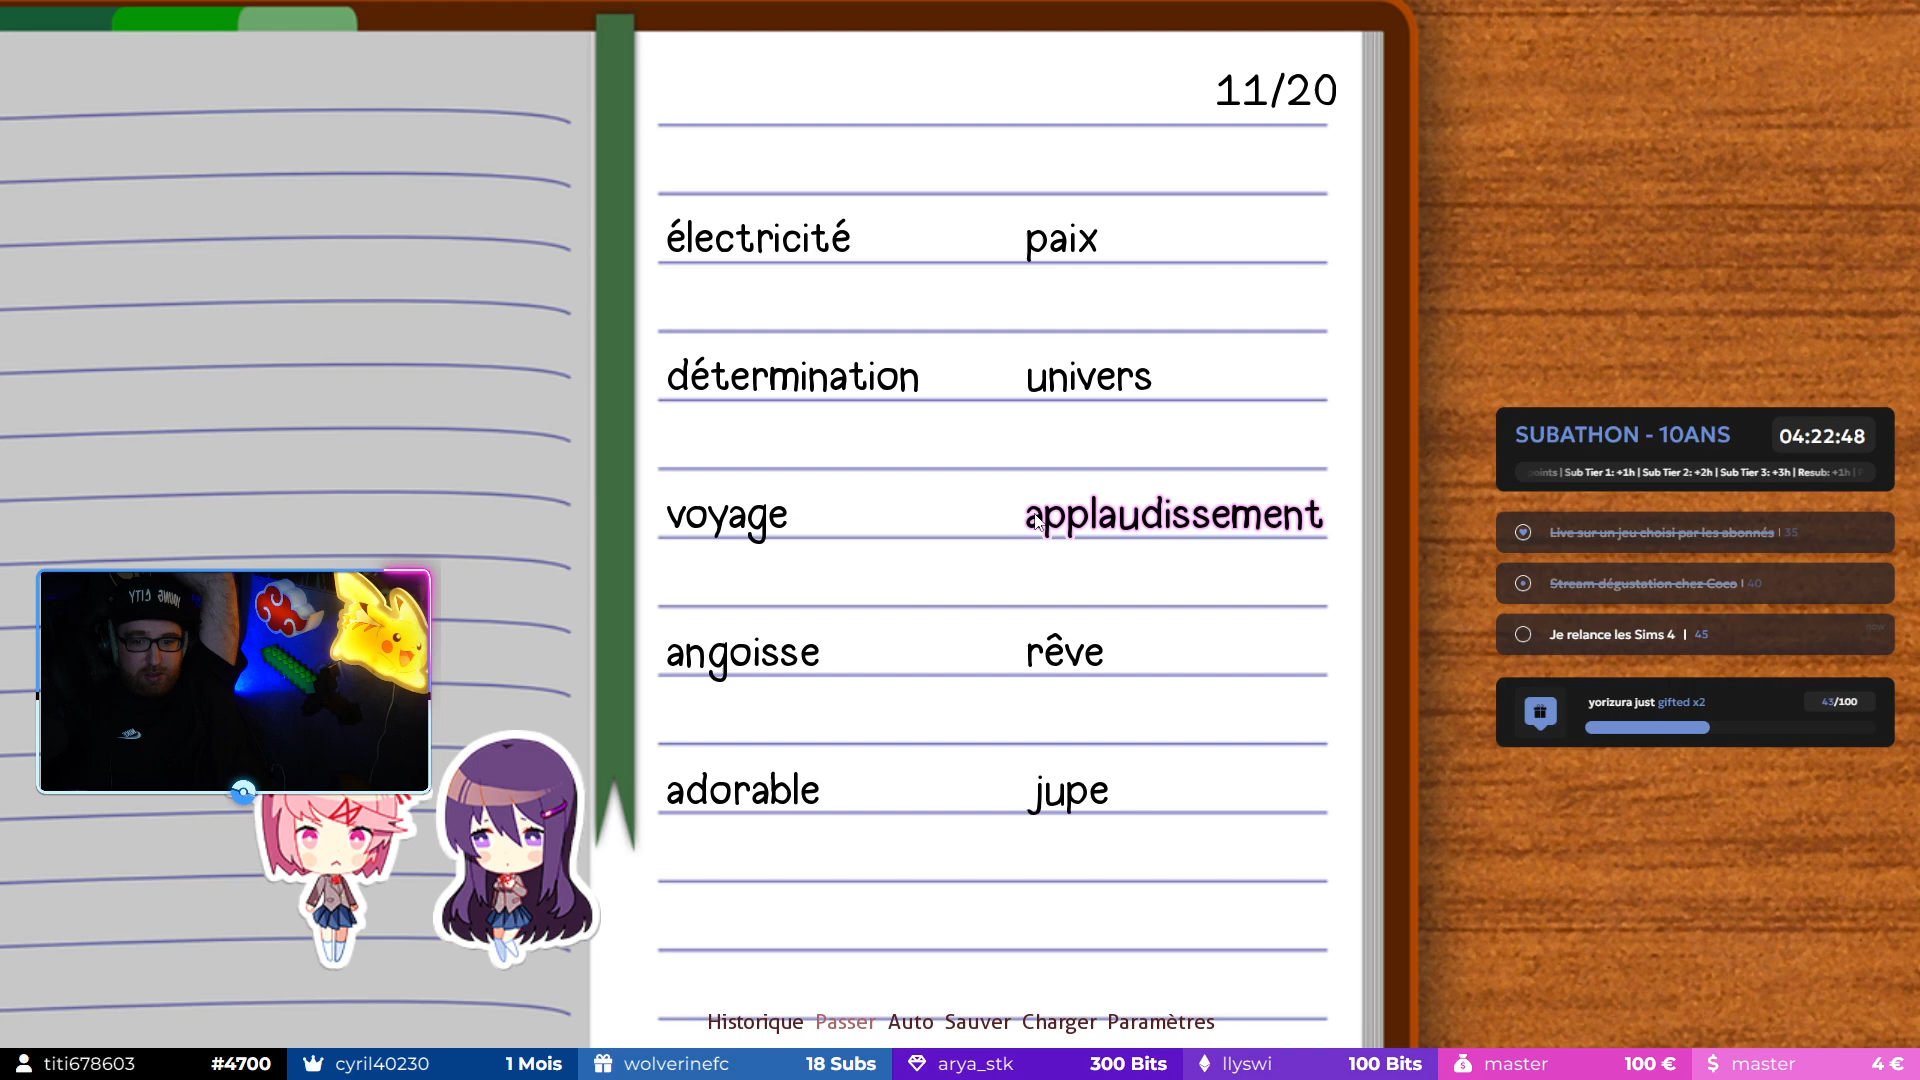 11/20
électricité paix
détermination univers
voyage applaudissement
angoisse rêve
adorable jupe
SUBATHON - 10ANS 04:22:48
points | Sub Tier 1: +1h | Sub Tier 2: +2h | Sub Tier 3: +3h | Resub: +1h |
Live sur un jeu choisi par les abonnés | 35
Stream dégustation chez Coco | 40
now
Je relance les Sims 4 | 45
yorizura just gifted x2 43/100
Historique Passer Auto Sauver Charger Paramètres
titi678603 #4700 cyril40230 1 Mois wolverinefc 18 Subs arya_stk 300 Bits llyswi 100 Bits master 100 € master 4 €